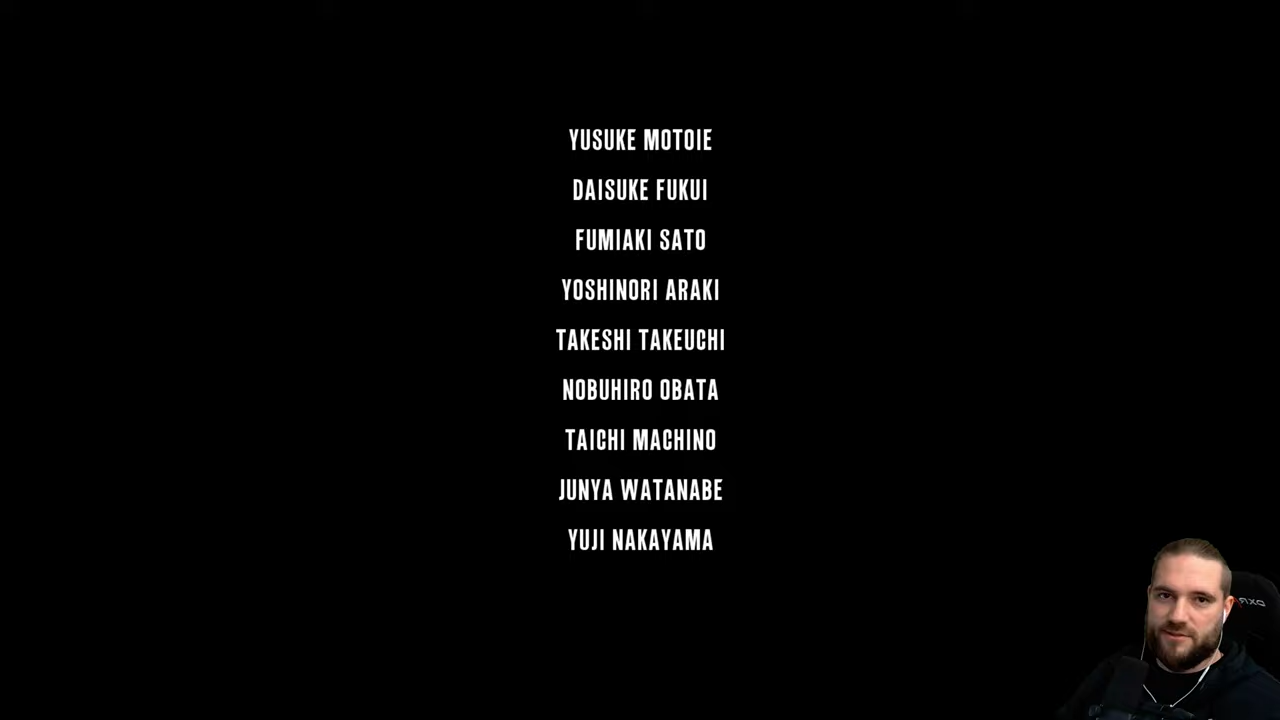 YUSUKE MOTOIE
DAISUKE FUKUI
FUMIAKI SATO
YOSHINORI ARAKI
TAKESHI TAKEUCHI
NOBUHIRO OBATA
TAICHI MACHINO
JUNYA WATANABE
YUJI NAKAYAMA